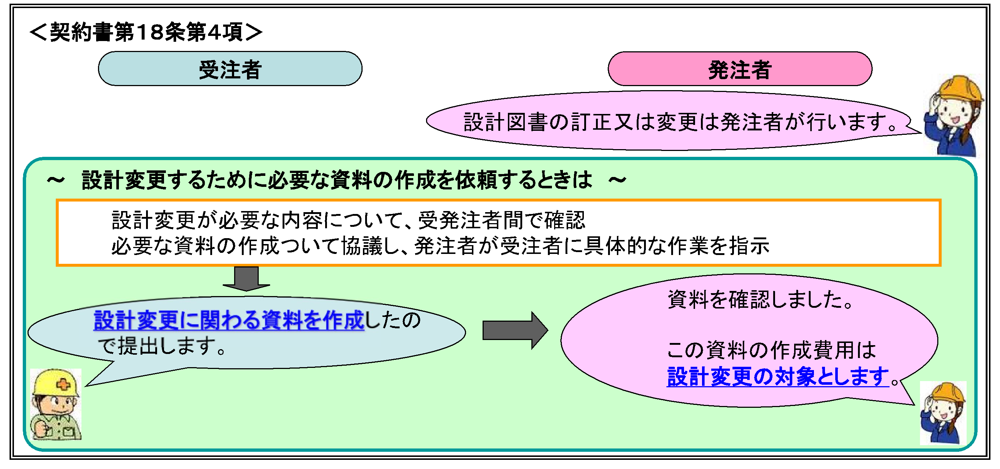 ＜契約書第１８条第４項＞
受注者
発注者
設計図書の訂正又は変更は発注者が行います。
～　設計変更するために必要な資料の作成を依頼するときは　～
設計変更が必要な内容について、受発注者間で確認
必要な資料の作成ついて協議し、発注者が受注者に具体的な作業を指示
設計変更に関わる資料を作成したの
で提出します。
資料を確認しました。
この資料の作成費用は
設計変更の対象とします。